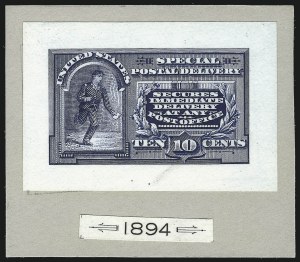 UNITED STATES
SPECIAL
POSTAL DELIVERY
SECURES
IMMEDIATE
DELIVERY
AT ANY
POST OFFICE
TEN 10 CENTS
1894